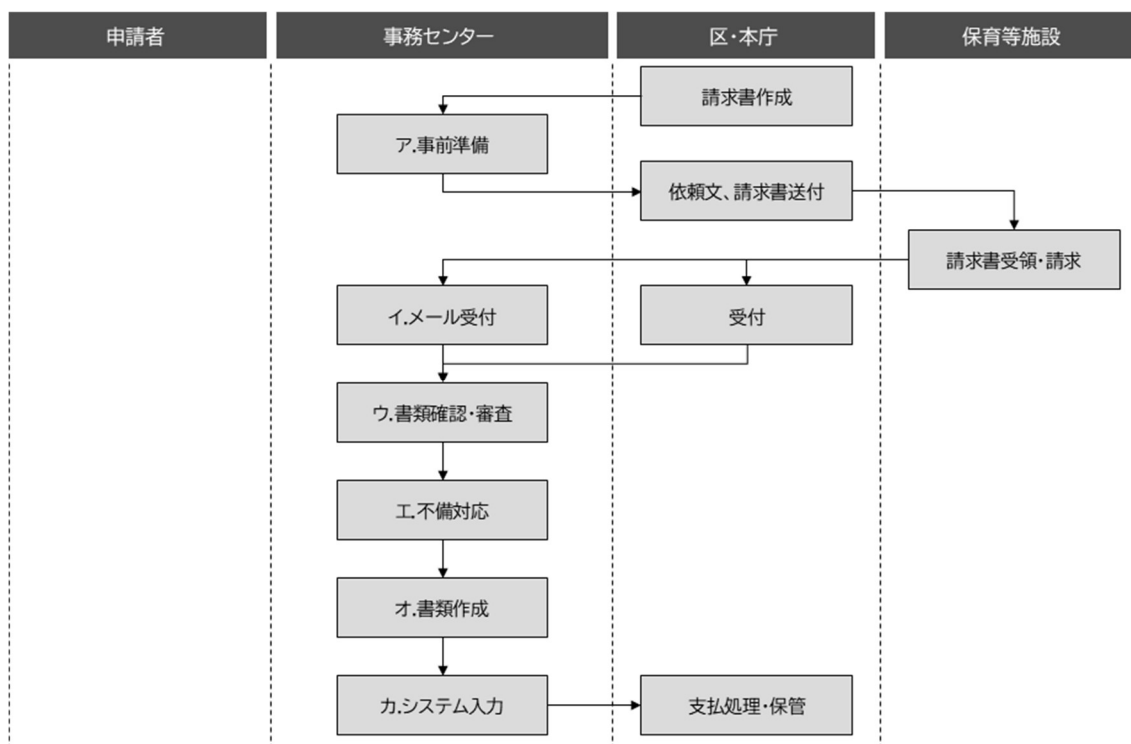 申請者
事務センター
区・本庁
保育等施設
請求書作成
ア.事前準備
依頼文、請求書送付
請求書受領・請求
イ.メール受付
受付
ウ.書類確認・審査
エ.不備対応
オ.書類作成
カ.システム入力
支払処理・保管